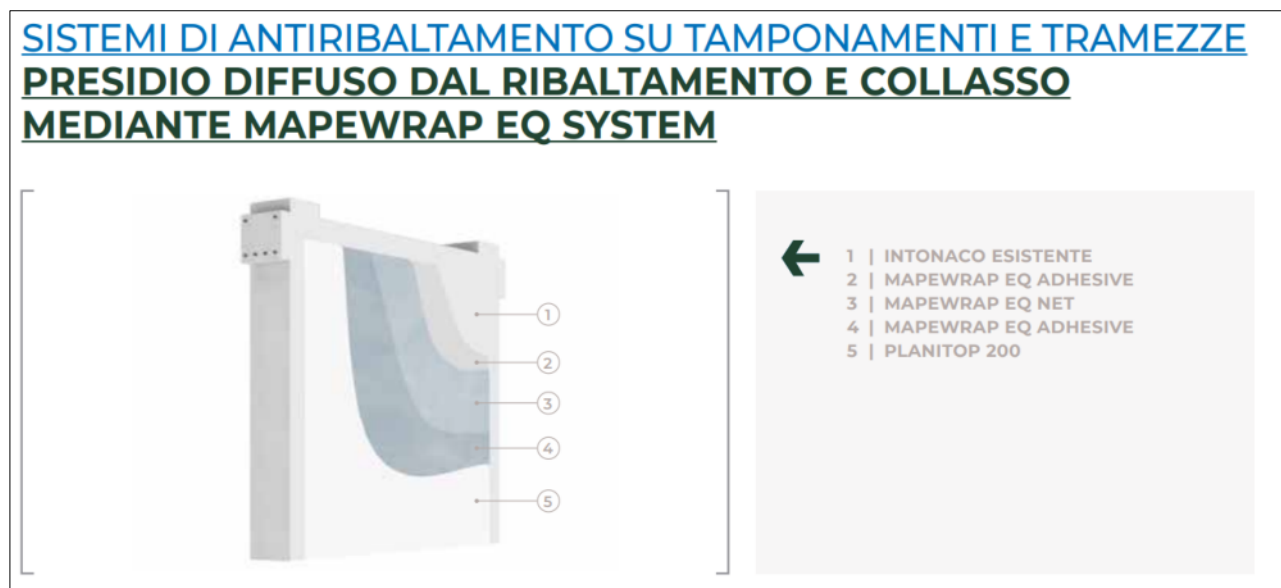 SISTEMI DI ANTIRIBALTAMENTO SU TAMPONAMENTI E TRAMEZZE
PRESIDIO DIFFUSO DAL RIBALTAMENTO E COLLASSO
MEDIANTE MAPEWRAP EQ SYSTEM
1
2
3
4
5
1 | INTONACO ESISTENTE
2 | MAPEWRAP EQ ADHESIVE
3 | MAPEWRAP EQ NET
4 | MAPEWRAP EQ ADHESIVE
5 | PLANITOP 200